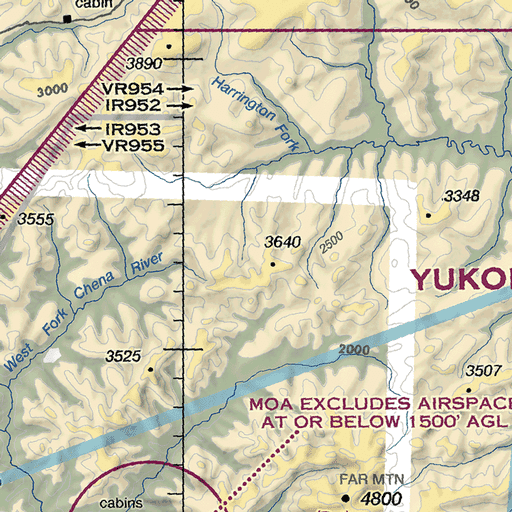 cabin
3890
3000
VR954
IR952
Harrington Fork
IR953
VR955
3348
3555
3640
2500
West Fork Chena River
YUKO
2000
3525
3507
MOA EXCLUDES AIRSPACE
AT OR BELOW 1500' AGL
FAR MTN
4800
cabins